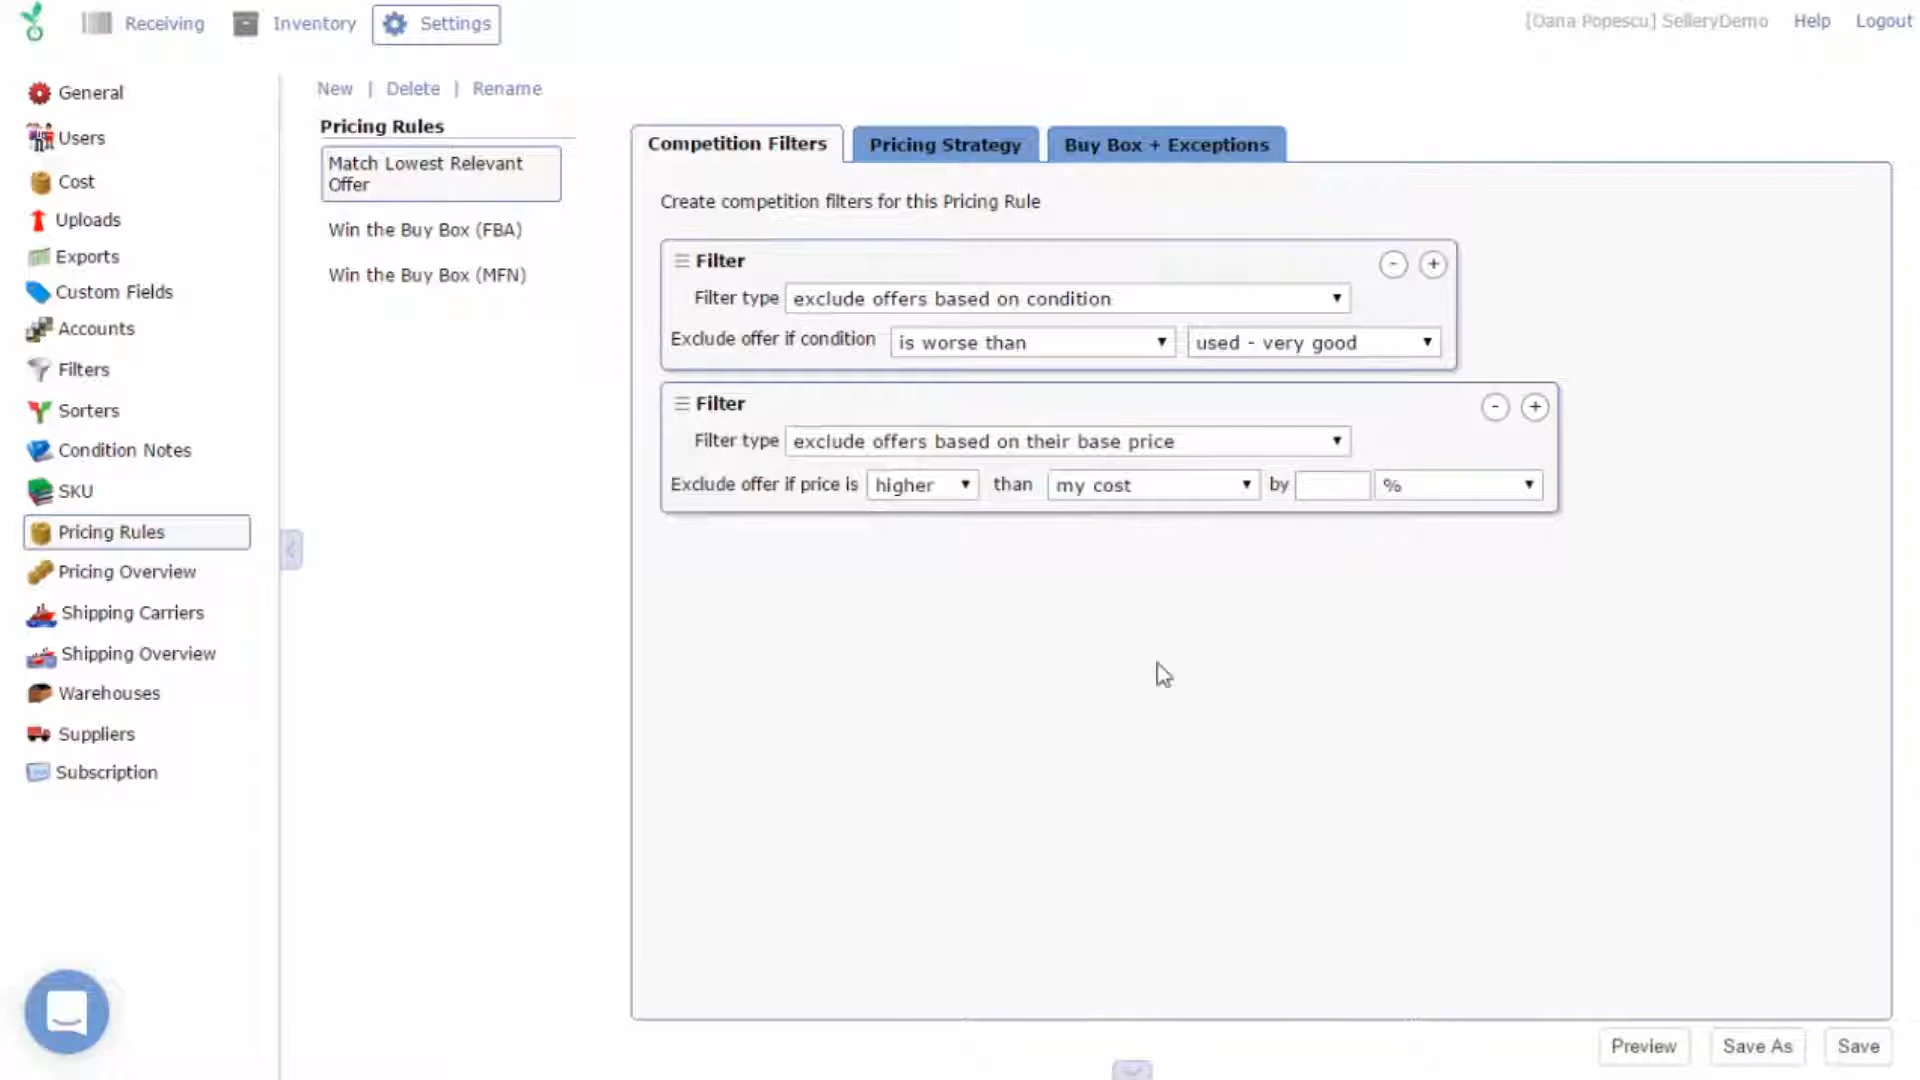 Receiving
Inventory
Settings
[Dana Popescu] SelleryDemo
Help
Logout
General
Users
Cost
Uploads
Exports
Custom Fields
Accounts
Filters
Sorters
Condition Notes
SKU
Pricing Rules
Pricing Overview
Shipping Carriers
Shipping Overview
Warehouses
Suppliers
Subscription
New | Delete | Rename
Pricing Rules
Match Lowest Relevant
Offer
Win the Buy Box (FBA)
Win the Buy Box (MFN)
Competition Filters
Pricing Strategy
Buy Box + Exceptions
Create competition filters for this Pricing Rule
Filter
- +
Filter type exclude offers based on condition
Exclude offer if condition is worse than used - very good
Filter
- +
Filter type exclude offers based on their base price
Exclude offer if price is higher than my cost by %
Preview
Save As
Save